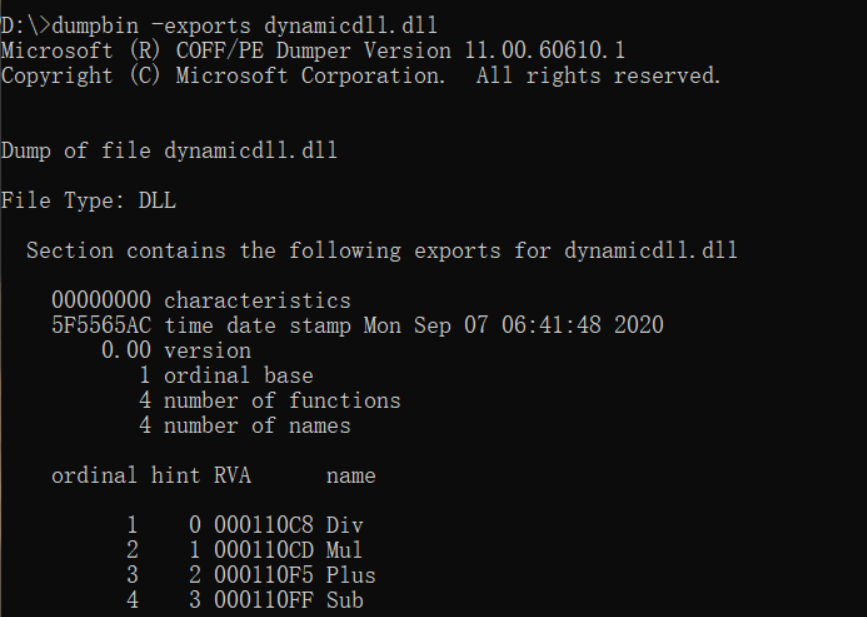 D:\>dumpbin -exports dynamicdll.dll
Microsoft (R) COFF/PE Dumper Version 11.00.60610.1
Copyright (C) Microsoft Corporation.  All rights reserved.
Dump of file dynamicdll.dll
File Type: DLL
Section contains the following exports for dynamicdll.dll
00000000 characteristics
5F5565AC time date stamp Mon Sep 07 06:41:48 2020
0.00 version
1 ordinal base
4 number of functions
4 number of names
ordinal hint RVA      name
1    0 000110C8 Div
2    1 000110CD Mul
3    2 000110F5 Plus
4    3 000110FF Sub